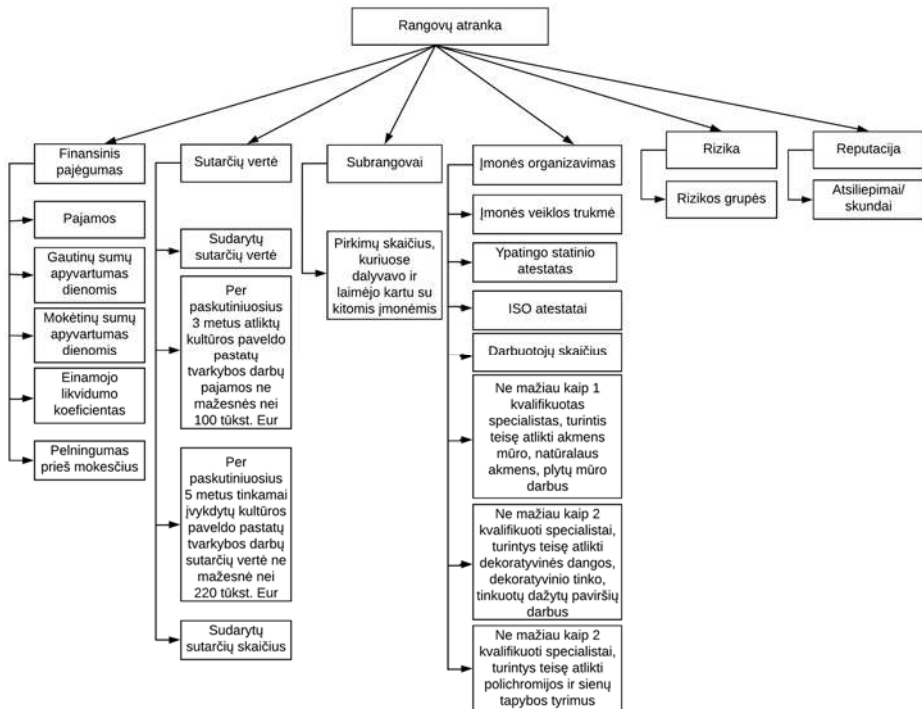 Rangovų atranka
Finansinis
pajėgumas
Pajamos
Gautinų sumų
apyvartumas
dienomis
Mokėtinų sumų
apyvartumas
dienomis
Einamojo
likvidumo
koeficientas
Pelningumas
prieš mokesčius
Sutarčių vertė
Sudarytų
sutarčių vertė
Per
paskutiniuosius
3 metus atliktų
kultūros paveldo
pastatų
tvarkybos darbų
pajamos ne
mažesnės nei
100 tūkst. Eur
Per
paskutiniuosius
5 metus tinkamai
įvykdytų kultūros
paveldo pastatų
tvarkybos darbų
sutarčių vertė ne
mažesnė nei
220 tūkst. Eur
Sudarytų
sutarčių skaičius
Subrangovai
Pirkimų skaičius,
kuriuose
dalyvavo ir
laimėjo kartu su
kitomis įmonėmis
Įmonės organizavimas
Įmonės veiklos trukmė
Ypatingo statinio
atestatas
ISO atestatai
Darbuotojų skaičius
Ne mažiau kaip 1
kvalifikuotas
specialistas, turintis
teisę atlikti akmens
mūro, natūralaus
akmens, plytų mūro
darbus
Ne mažiau kaip 2
kvalifikuoti specialistai,
turintys teisę atlikti
dekoratyvinės dangos,
dekoratyvinio tinko,
tinkuotų dažytų paviršių
darbus
Ne mažiau kaip 2
kvalifikuoti specialistai,
turintys teisę atlikti
polichromijos ir sienų
tapybos tyrimus
Rizika
Rizikos grupės
Reputacija
Atsiliepimai/
skundai